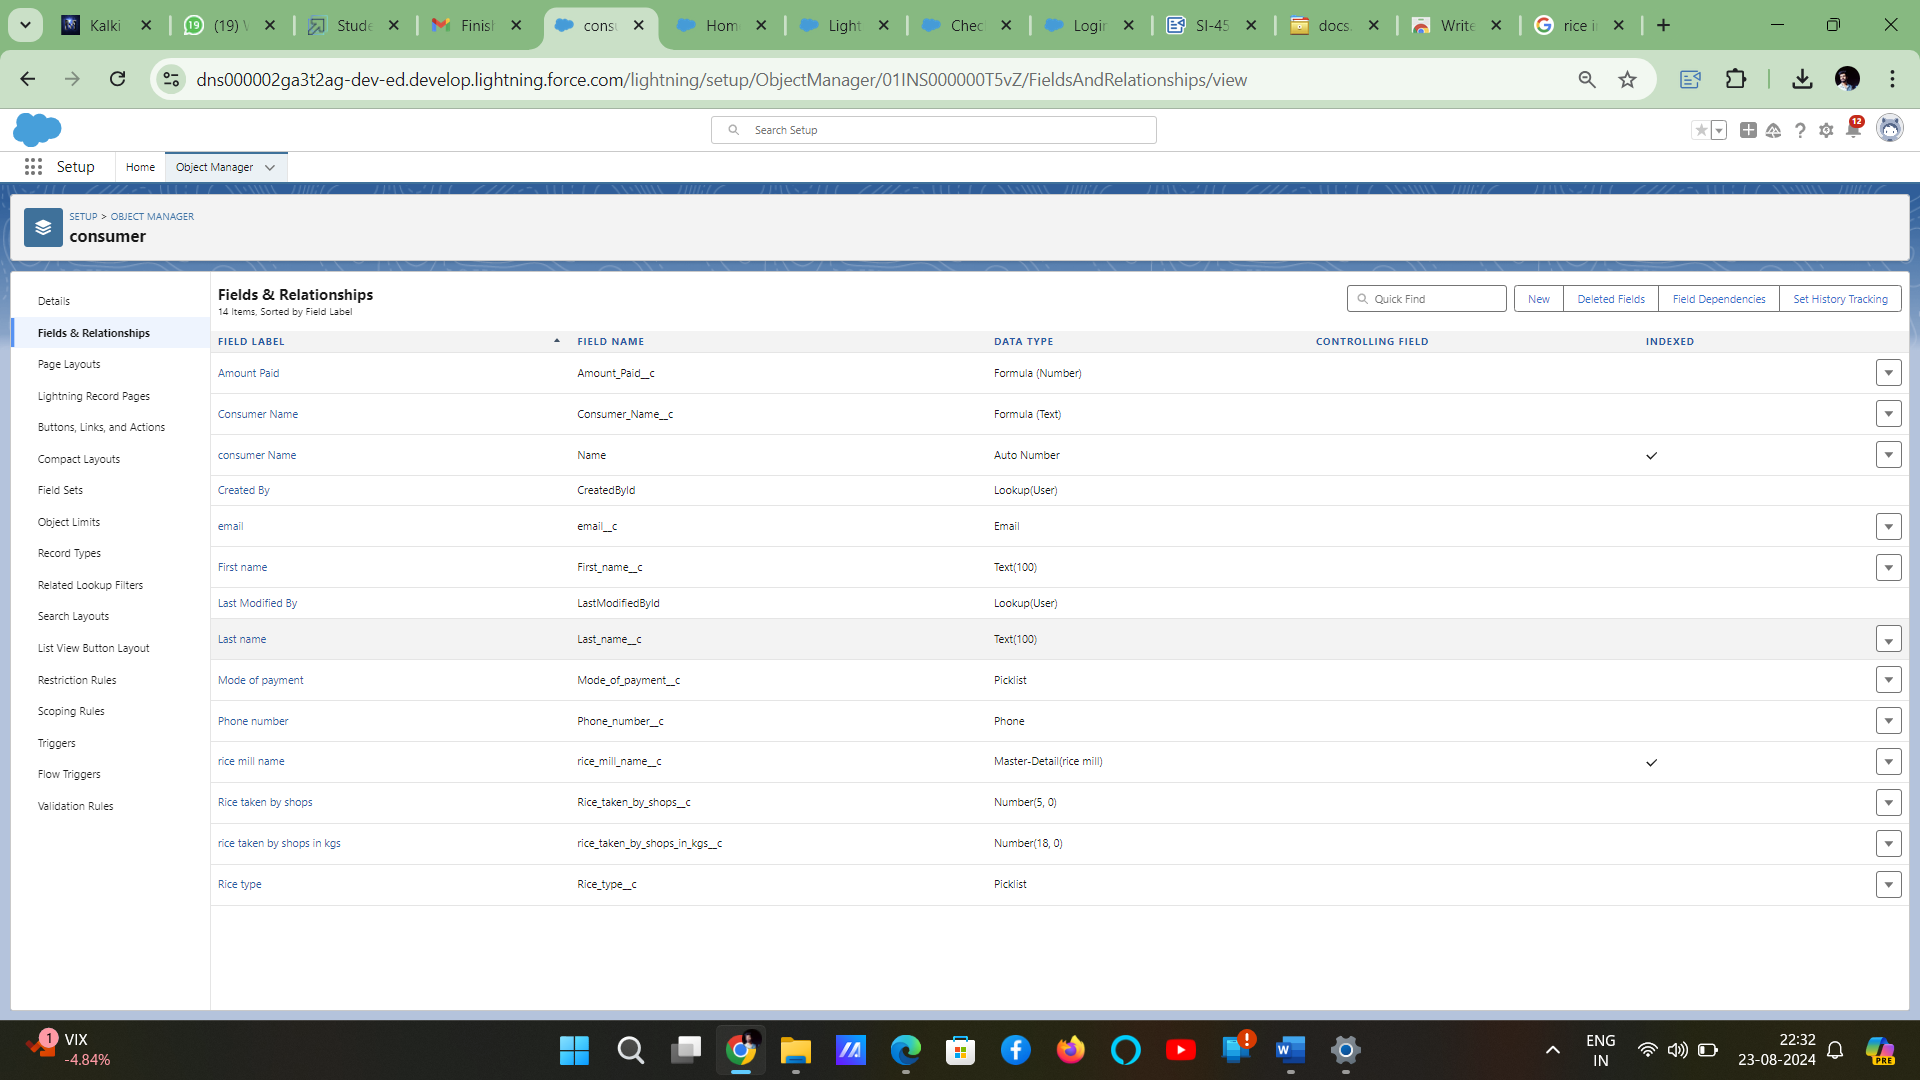 Kalki
(19) W
Stude
Finish
cons
Hom
Light
Chec
Login
SI-45
docs.
Write
rice i
dns000002ga3t2ag-dev-ed.develop.lightning.force.com/lightning/setup/ObjectManager/01INS000000T5vZ/FieldsAndRelationships/view
Search Setup
12
Setup
Home
Object Manager
SETUP > OBJECT MANAGER
consumer
Details
Fields & Relationships
Page Layouts
Lightning Record Pages
Buttons, Links, and Actions
Compact Layouts
Field Sets
Object Limits
Record Types
Related Lookup Filters
Search Layouts
List View Button Layout
Restriction Rules
Scoping Rules
Triggers
Flow Triggers
Validation Rules
Fields & Relationships
14 Items, Sorted by Field Label
Quick Find
New
Deleted Fields
Field Dependencies
Set History Tracking
FIELD LABEL FIELD NAME DATA TYPE CONTROLLING FIELD INDEXED
Amount Paid Amount_Paid__c Formula (Number)
Consumer Name Consumer_Name__c Formula (Text)
consumer Name Name Auto Number
Created By CreatedById Lookup(User)
email email__c Email
First name First_name__c Text(100)
Last Modified By LastModifiedById Lookup(User)
Last name Last_name__c Text(100)
Mode of payment Mode_of_payment__c Picklist
Phone number Phone_number__c Phone
rice mill name rice_mill_name__c Master-Detail(rice mill)
Rice taken by shops Rice_taken_by_shops__c Number(5, 0)
rice taken by shops in kgs rice_taken_by_shops_in_kgs__c Number(18, 0)
Rice type Rice_type__c Picklist
1
VIX
-4.84%
ENG
IN
22:32
23-08-2024
PRE